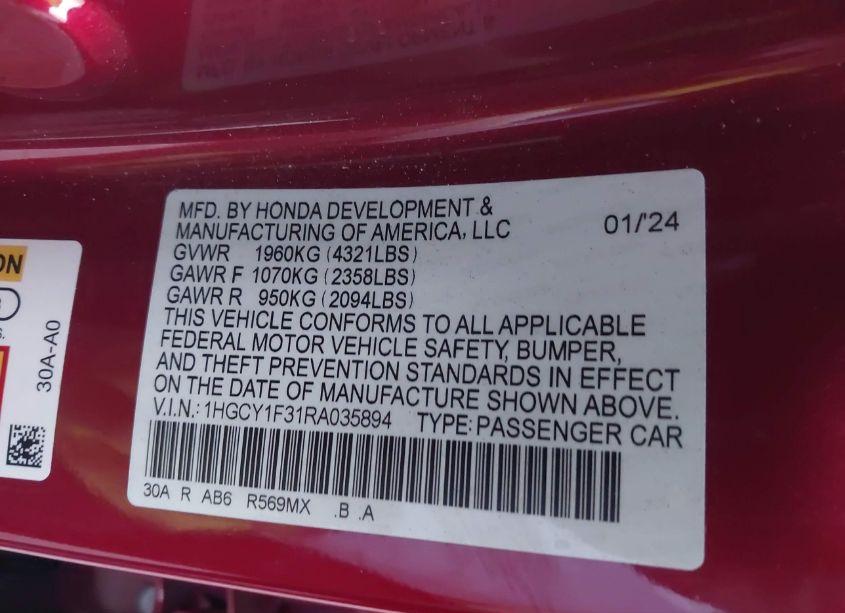 MFD. BY HONDA DEVELOPMENT &
MANUFACTURING OF AMERICA, LLC 01/'24
GVWR 1960KG (4321LBS)
GAWR F 1070KG (2358LBS)
GAWR R 950KG (2094LBS)
THIS VEHICLE CONFORMS TO ALL APPLICABLE
FEDERAL MOTOR VEHICLE SAFETY, BUMPER,
AND THEFT PREVENTION STANDARDS IN EFFECT
ON THE DATE OF MANUFACTURE SHOWN ABOVE.
V.I.N.: 1HGCY1F31RA035894 TYPE: PASSENGER CAR
30A R AB6 R569MX .B .A
30A-A0